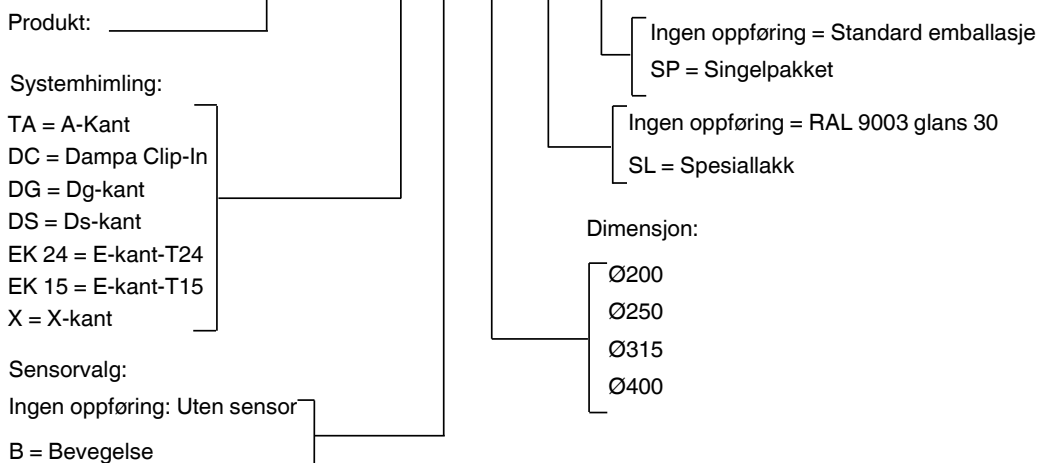 Produkt:
Systemhimling:
TA = A-Kant
DC = Dampa Clip-In
DG = Dg-kant
DS = Ds-kant
EK 24 = E-kant-T24
EK 15 = E-kant-T15
X = X-kant
Sensorvalg:
Ingen oppføring: Uten sensor
B = Bevegelse
Ingen oppføring = Standard emballasje
SP = Singelpakket
Ingen oppføring = RAL 9003 glans 30
SL = Spesiallakk
Dimensjon:
Ø200
Ø250
Ø315
Ø400